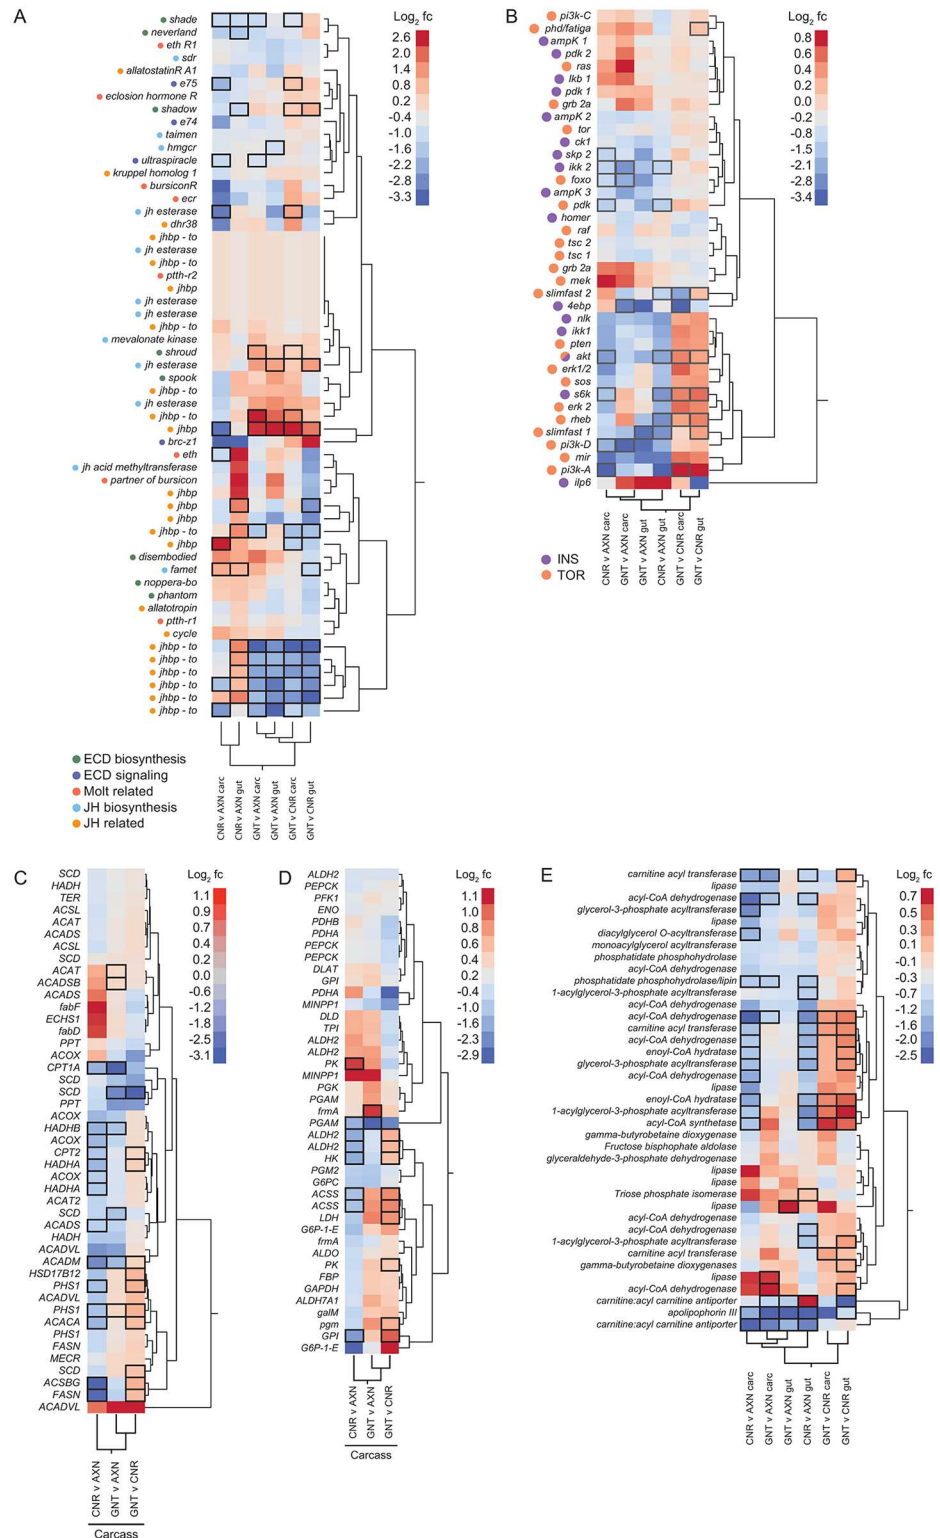 A
Log2 fc
2.6
2.0
1.4
0.8
0.2
-0.4
-1.0
-1.6
-2.2
-2.8
-3.3
shade
neverland
eth R1
sdr
allatostatinR A1
e75
eclosion hormone R
shadow
e74
taimen
hmgcr
ultraspiracle
kruppel homolog 1
bursiconR
ecr
jh esterase
dhr38
jhbp - to
jh esterase
jhbp - to
ptth-r2
jhbp
jh esterase
jh esterase
jhbp - to
mevalonate kinase
shroud
jh esterase
spook
jhbp - to
jh esterase
jhbp - to
jhbp
brc-z1
eth
jh acid methyltransferase
partner of bursicon
jhbp
jhbp
jhbp
jhbp - to
jhbp
disembodied
famet
noppera-bo
phantom
allatotropin
ptth-r1
cycle
jhbp - to
jhbp - to
jhbp - to
jhbp - to
jhbp - to
jhbp - to
CNR v AXN carc
CNR v AXN gut
GNT v AXN carc
GNT v AXN gut
GNT v CNR carc
GNT v CNR gut
ECD biosynthesis
ECD signaling
Molt related
JH biosynthesis
JH related
B
Log2 fc
0.8
0.6
0.4
0.2
0.0
-0.2
-0.8
-1.5
-2.1
-2.8
-3.4
pi3k-C
phd/fatiga
ampK 1
pdk 2
ras
lkb 1
pdk 1
grb 2a
ampK 2
tor
ck1
skp 2
ikk 2
foxo
ampK 3
pdk
homer
raf
tsc 2
tsc 1
grb 2a
mek
slimfast 2
4ebp
nlk
ikk1
pten
akt
erk1/2
sos
s6k
erk 2
rheb
slimfast 1
pi3k-D
mir
pi3k-A
ilp6
CNR v AXN carc
GNT v AXN carc
GNT v AXN gut
CNR v AXN gut
GNT v CNR carc
GNT v CNR gut
INS
TOR
C
Log2 fc
1.1
0.9
0.7
0.4
0.2
0.0
-0.6
-1.2
-1.8
-2.5
-3.1
SCD
HADH
TER
ACSL
ACAT
ACADS
ACSL
SCD
ACAT
ACADSB
ACADS
fabF
ECHS1
fabD
PPT
ACOX
CPT1A
SCD
SCD
PPT
ACOX
HADHB
ACOX
CPT2
HADHA
ACOX
HADHA
ACAT2
SCD
ACADS
HADH
ACADVL
ACADM
HSD17B12
PHS1
ACADVL
PHS1
ACACA
PHS1
FASN
MECR
SCD
ACSBG
FASN
ACADVL
CNR v AXN
GNT v AXN
GNT v CNR
Carcass
D
Log2 fc
1.1
1.0
0.8
0.6
0.4
0.2
-0.4
-1.0
-1.6
-2.3
-2.9
ALDH2
PEPCK
PFK1
ENO
PDHB
PDHA
PEPCK
PEPCK
DLAT
GPI
PDHA
MINPP1
DLD
TPI
ALDH2
ALDH2
PK
MINPP1
PGK
PGAM
frmA
PGAM
ALDH2
ALDH2
HK
PGM2
G6PC
ACSS
ACSS
LDH
G6P-1-E
frmA
ALDO
PK
FBP
GAPDH
ALDH7A1
galM
pgm
GPI
G6P-1-E
CNR v AXN
GNT v AXN
GNT v CNR
Carcass
E
Log2 fc
0.7
0.5
0.3
0.1
-0.1
-0.3
-0.7
-1.2
-1.6
-2.0
-2.5
carnitine acyl transferase
lipase
acyl-CoA dehydrogenase
glycerol-3-phosphate acyltransferase
lipase
diacylglycerol O-acyltransferase
monoacylglycerol acyltransferase
phosphatidate phosphohydrolase
acyl-CoA dehydrogenase
phosphatidate phosphohydrolase/lipin
1-acylglycerol-3-phosphate acyltransferase
acyl-CoA dehydrogenase
acyl-CoA dehydrogenase
carnitine acyl transferase
acyl-CoA dehydrogenase
enoyl-CoA hydratase
glycerol-3-phosphate acyltransferase
acyl-CoA dehydrogenase
lipase
enoyl-CoA hydratase
1-acylglycerol-3-phosphate acyltransferase
acyl-CoA synthetase
gamma-butyrobetaine dioxygenase
Fructose bisphophate aldolase
glyceraldehyde-3-phosphate dehydrogenase
lipase
lipase
Triose phosphate isomerase
lipase
acyl-CoA dehydrogenase
acyl-CoA dehydrogenase
1-acylglycerol-3-phosphate acyltransferase
carnitine acyl transferase
gamma-butyrobetaine dioxygenases
lipase
acyl-CoA dehydrogenase
carnitine:acyl carnitine antiporter
apolipophorin III
carnitine:acyl carnitine antiporter
CNR v AXN carc
GNT v AXN carc
GNT v AXN gut
CNR v AXN gut
GNT v CNR carc
GNT v CNR gut